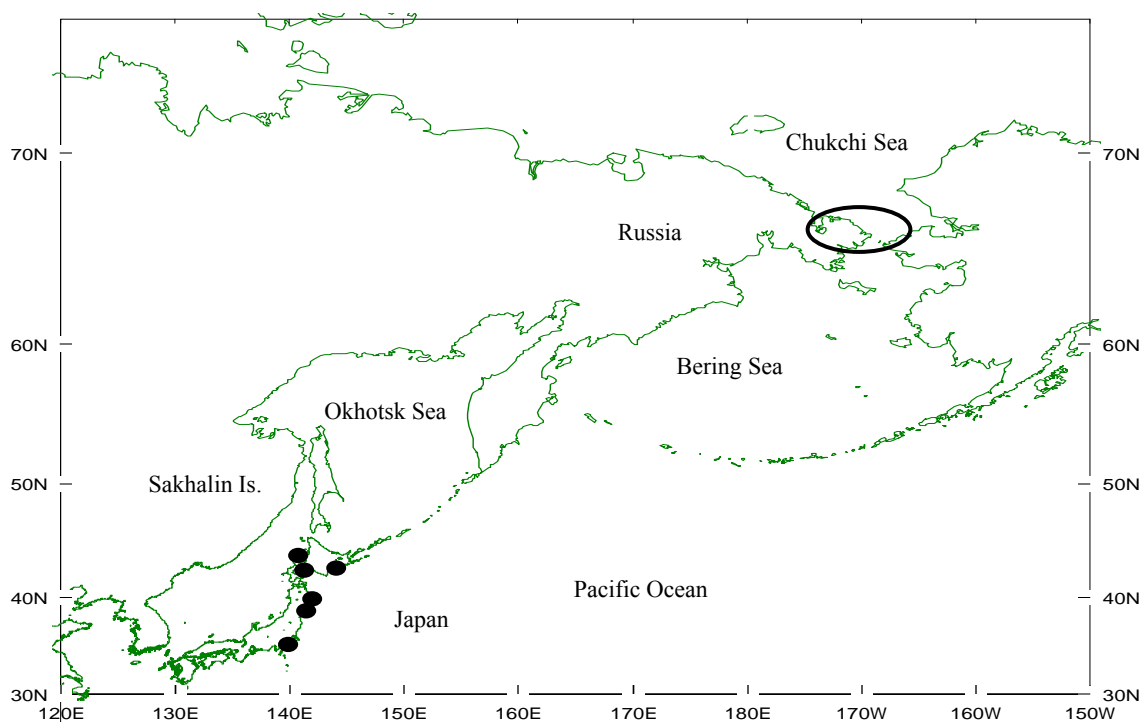 Chukchi Sea
70N 70N
Russia
60N 60N
Bering Sea
Okhotsk Sea
Sakhalin Is.
50N 50N
Pacific Ocean
40N 40N
Japan
30N 30N
120E 130E 140E 150E 160E 170E 180E 170W 160W 150W